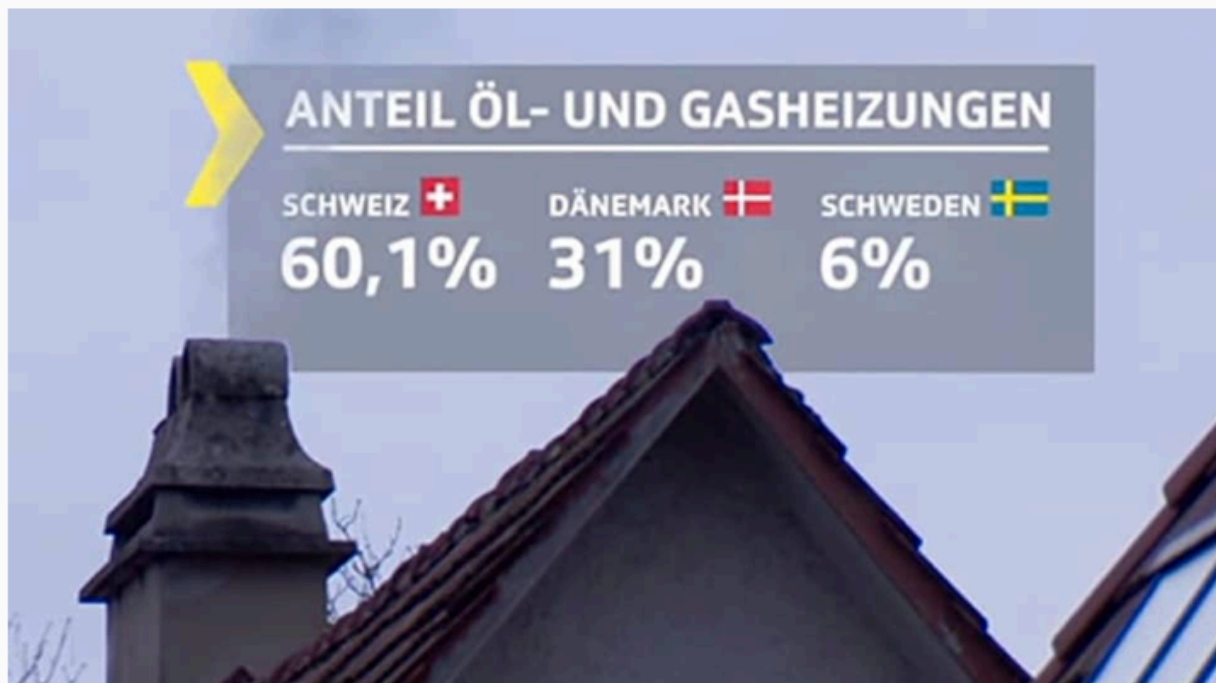 ANTEIL ÖL- UND GASHEIZUNGEN
SCHWEIZ DÄNEMARK SCHWEDEN
60,1% 31% 6%